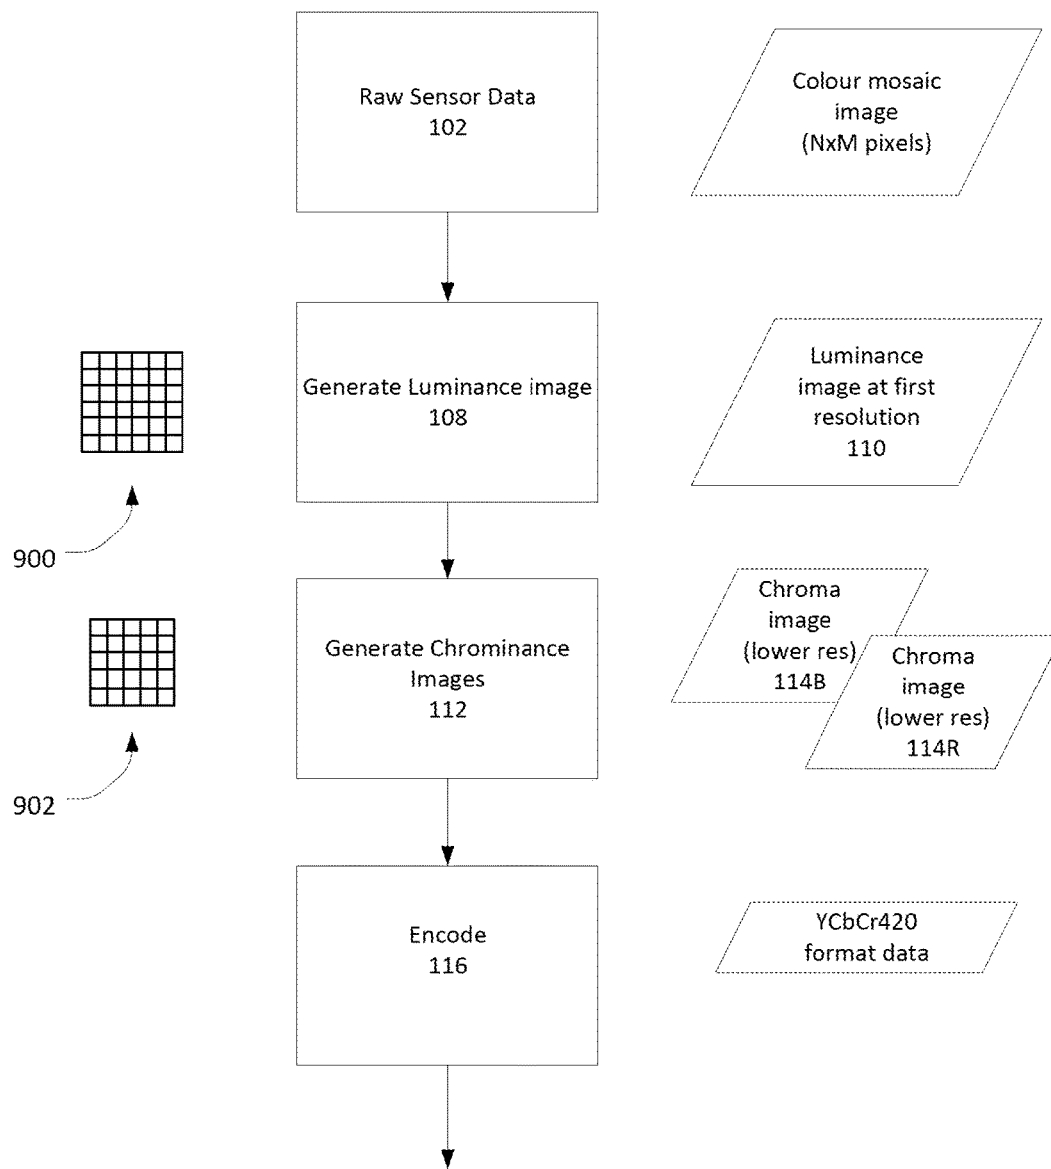 Raw Sensor Data
102
Colour mosaic
image
(NxM pixels)
Generate Luminance image
108
Luminance
image at first
resolution
110
900
Generate Chrominance
Images
112
Chroma
image
(lower res)
114B
Chroma
image
(lower res)
114R
902
Encode
116
YCbCr420
format data